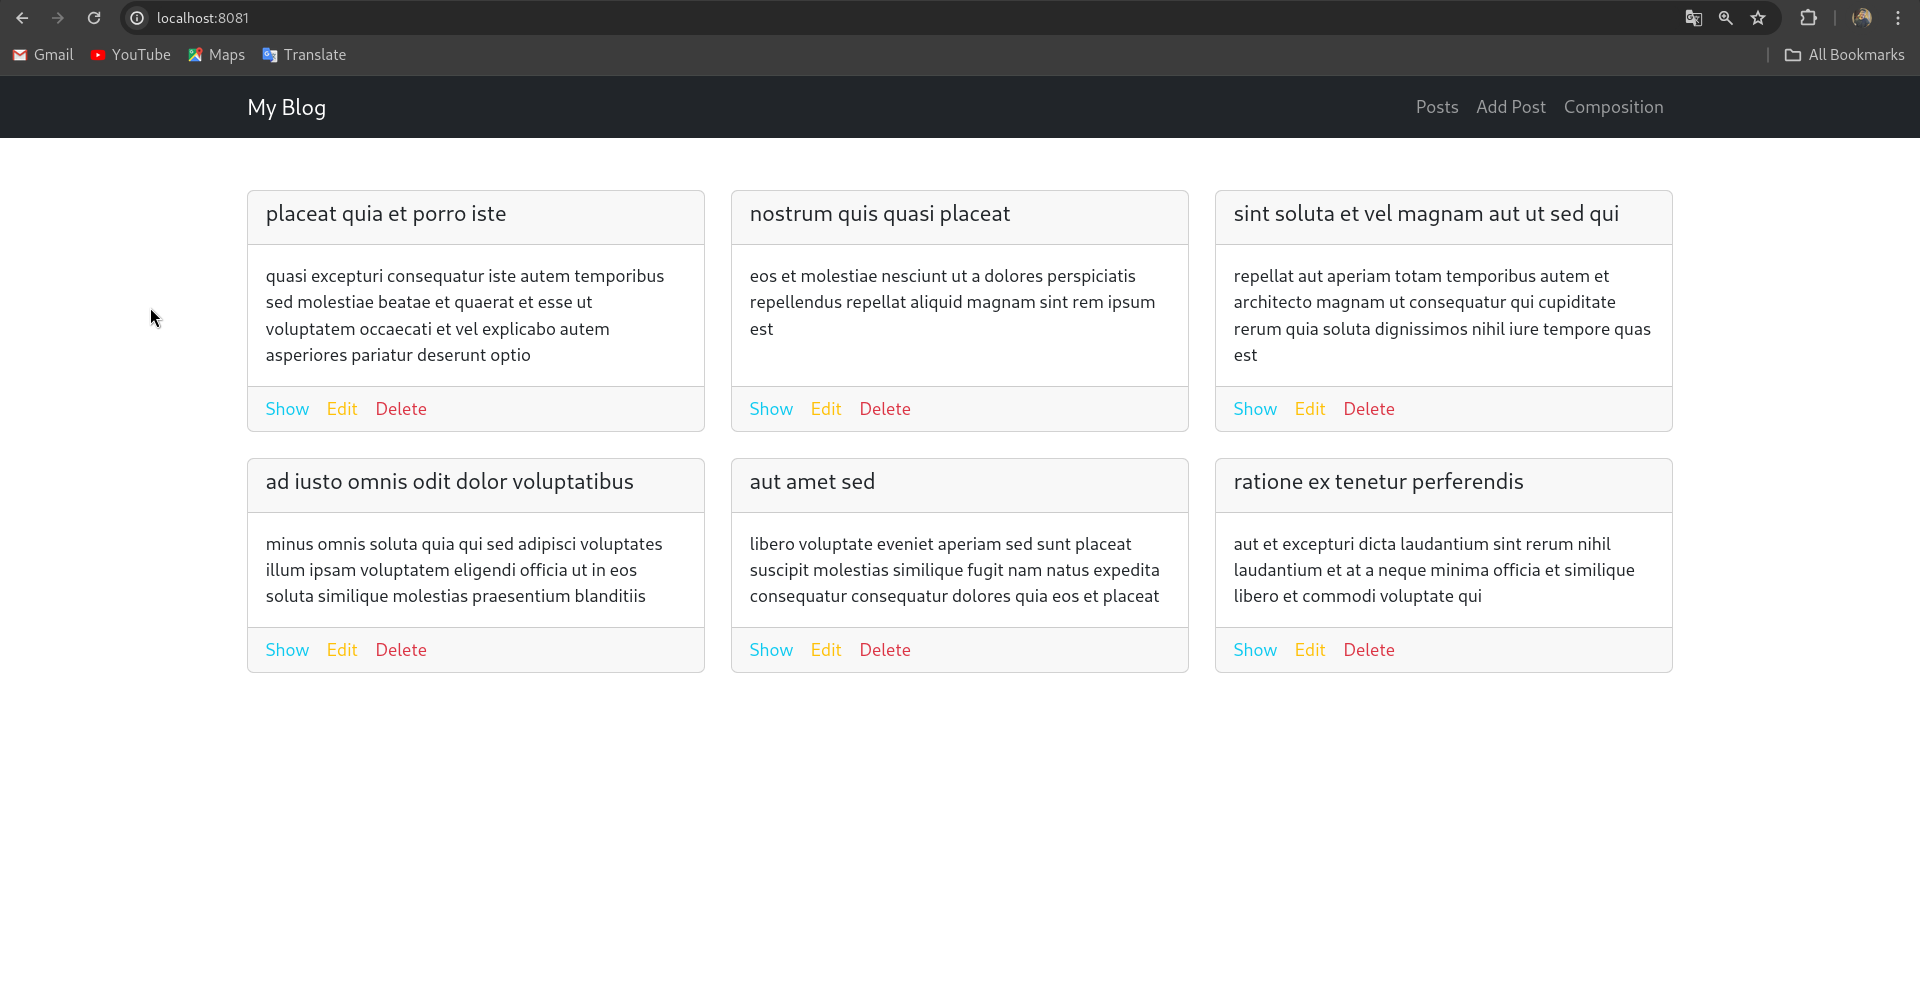 localhost:8081
Gmail YouTube Maps Translate All Bookmarks
My Blog Posts Add Post Composition
placeat quia et porro iste
quasi excepturi consequatur iste autem temporibus
sed molestiae beatae et quaerat et esse ut
voluptatem occaecati et vel explicabo autem
asperiores pariatur deserunt optio
Show Edit Delete
nostrum quis quasi placeat
eos et molestiae nesciunt ut a dolores perspiciatis
repellendus repellat aliquid magnam sint rem ipsum
est
Show Edit Delete
sint soluta et vel magnam aut ut sed qui
repellat aut aperiam totam temporibus autem et
architecto magnam ut consequatur qui cupiditate
rerum quia soluta dignissimos nihil iure tempore quas
est
Show Edit Delete
ad iusto omnis odit dolor voluptatibus
minus omnis soluta quia qui sed adipisci voluptates
illum ipsam voluptatem eligendi officia ut in eos
soluta similique molestias praesentium blanditiis
Show Edit Delete
aut amet sed
libero voluptate eveniet aperiam sed sunt placeat
suscipit molestias similique fugit nam natus expedita
consequatur consequatur dolores quia eos et placeat
Show Edit Delete
ratione ex tenetur perferendis
aut et excepturi dicta laudantium sint rerum nihil
laudantium et at a neque minima officia et similique
libero et commodi voluptate qui
Show Edit Delete